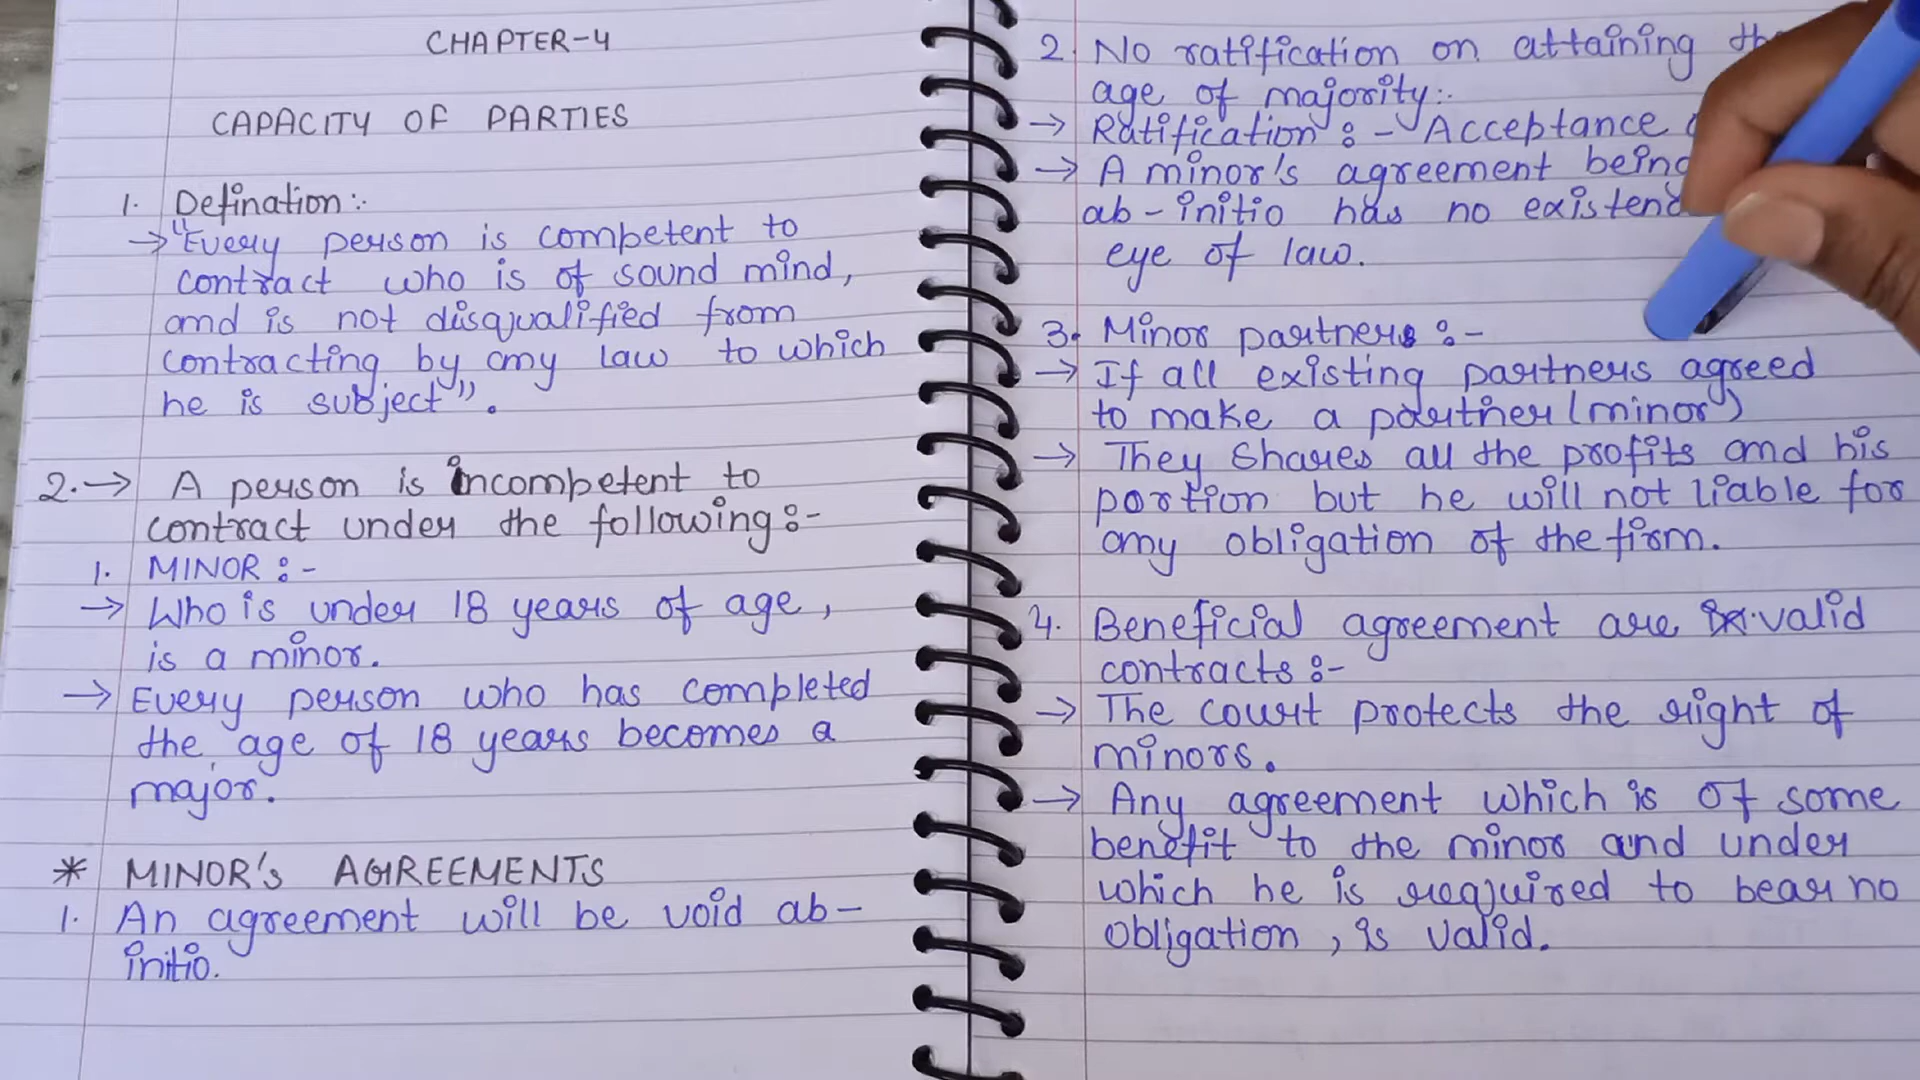 CHAPTER-4
CAPACITY OF PARTIES
1. Defination:-
→ "Every person is competent to
contract who is of sound mind,
and is not disqualified from
contracting by any law to which
he is subject".
2.→ A person is incompetent to
contract under the following:-
1. MINOR:-
→ Who is under 18 years of age,
is a minor.
→ Every person who has completed
the age of 18 years becomes a
major.
* MINOR's AGREEMENTS
1. An agreement will be void ab-
initio.
2. No ratification on attaining
age of majority:-
→ Ratification:- Acceptance
→ A minor's agreement being
ab-initio has no
eye of law.
3. Minor partners:-
→ If all existing partners agreed
to make a partner (minor)
→ They shares all the profits and his
portion but he will not liable for
any obligation of the firm.
4. Beneficial agreement are valid
contracts:-
→ The court protects the right of
minors.
→ Any agreement which is of some
benefit to the minor and under
which he is required to bear no
obligation, is valid.